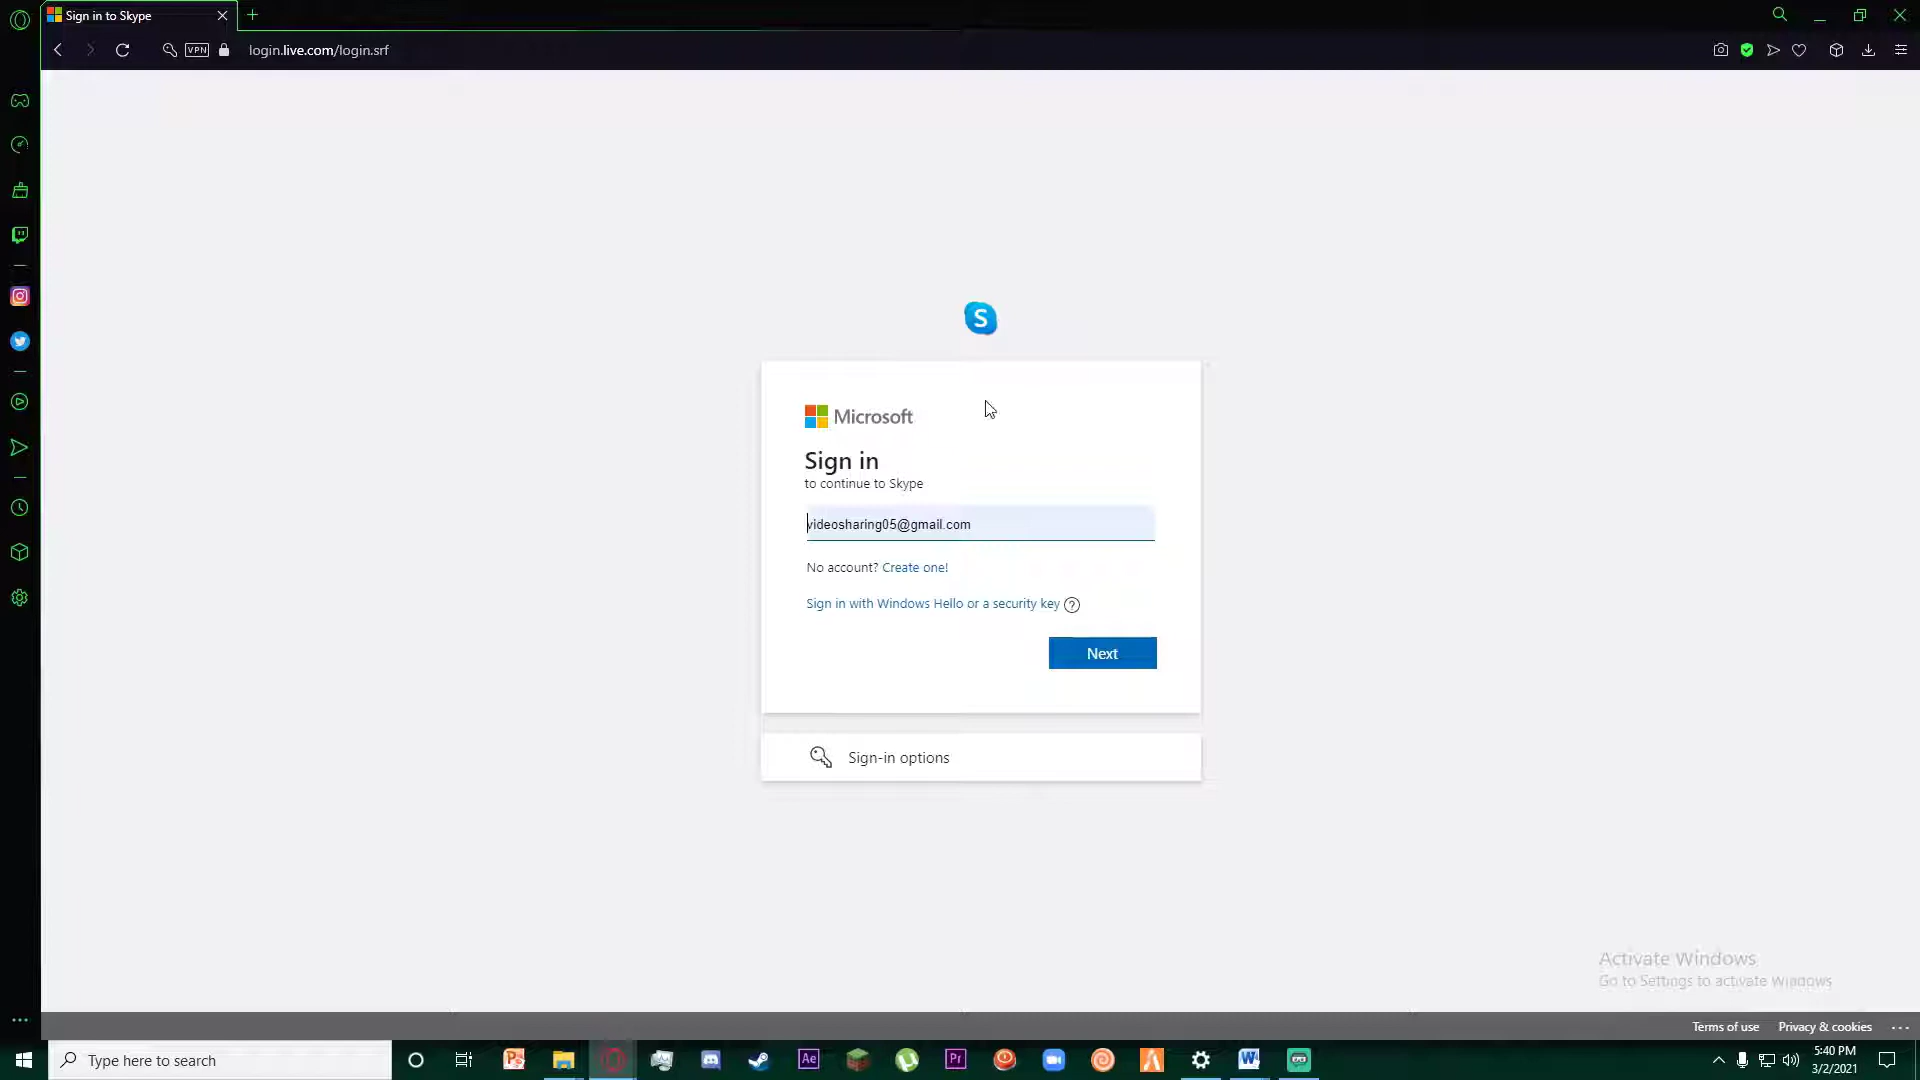 Sign in to Skype
VPN
login.live.com/login.srf
S
Microsoft
Sign in
to continue to Skype
videosharing05@gmail.com
No account? Create one!
Sign in with Windows Hello or a security key ?
Next
Sign-in options
Activate Windows
Go to Settings to activate Windows
Terms of use Privacy & cookies ...
Type here to search
Ae
Pr
W
5:40 PM
3/2/2021